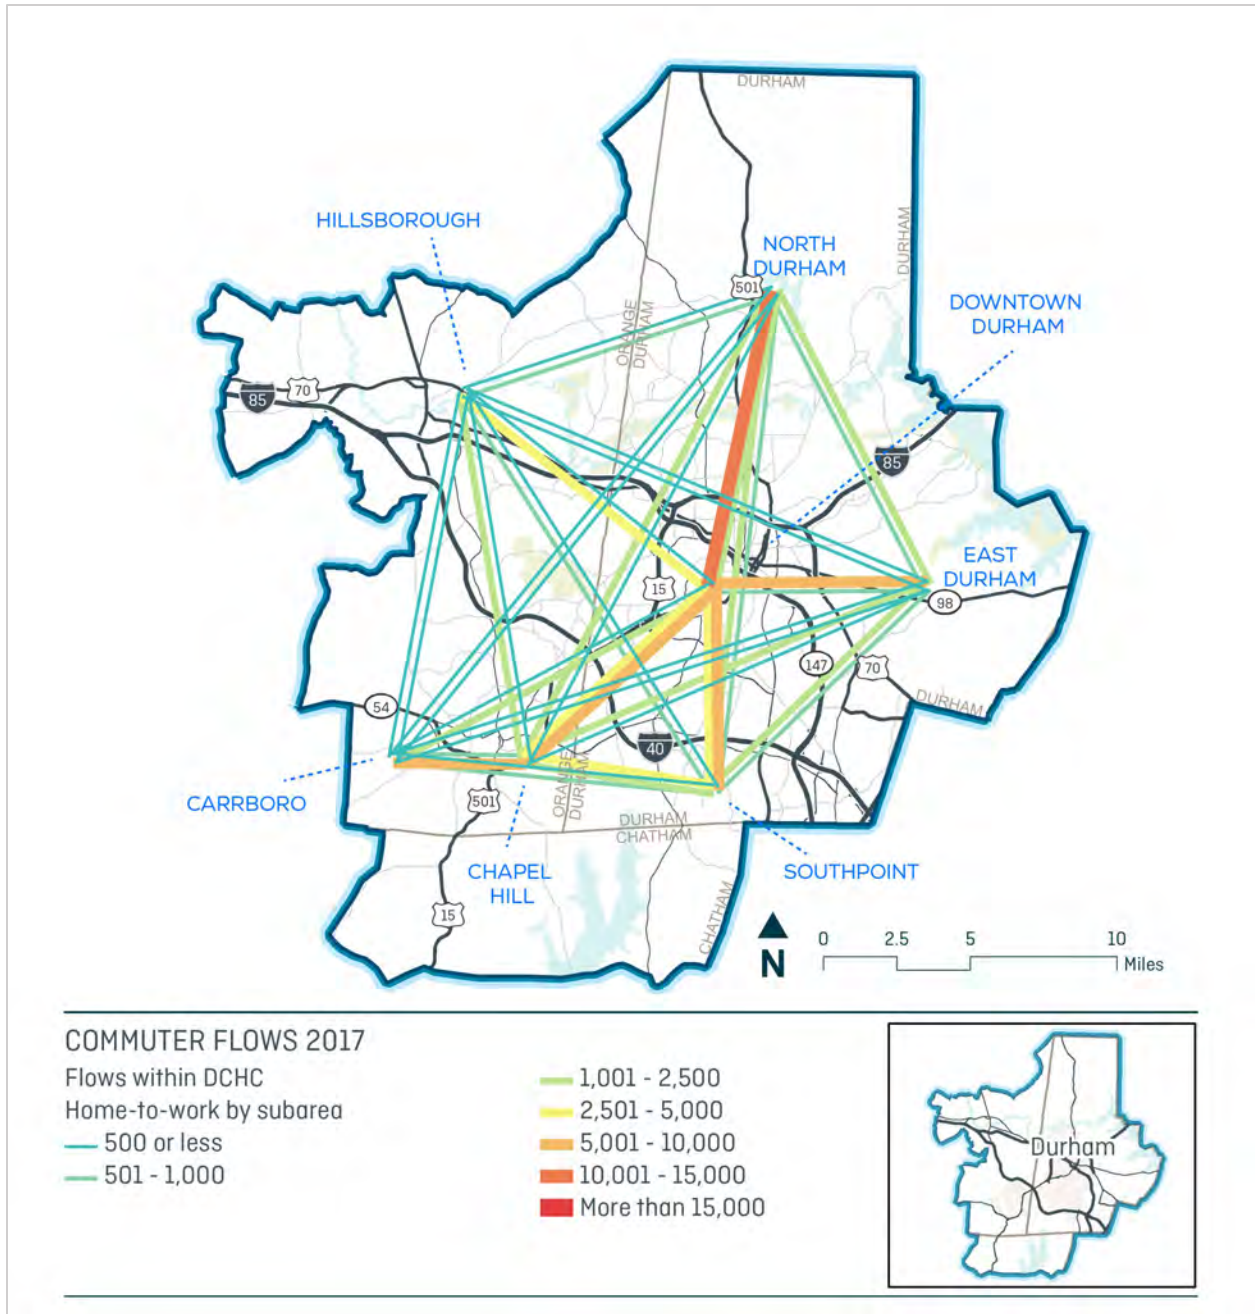 DURHAM
HILLSBOROUGH
NORTH
DURHAM
DURHAM
501
DOWNTOWN
DURHAM
ORANGE
DURHAM
70
85
85
EAST
DURHAM
15
98
147
70
54
DURHAM
40
ORANGE
DURHAM
CARRBORO
501
DURHAM
CHATHAM
CHAPEL
HILL
SOUTHPOINT
15
CHATHAM
N
0 2.5 5 10
Miles
COMMUTER FLOWS 2017
Flows within DCHC
Home-to-work by subarea
500 or less
501 - 1,000
1,001 - 2,500
2,501 - 5,000
5,001 - 10,000
10,001 - 15,000
More than 15,000
Durham